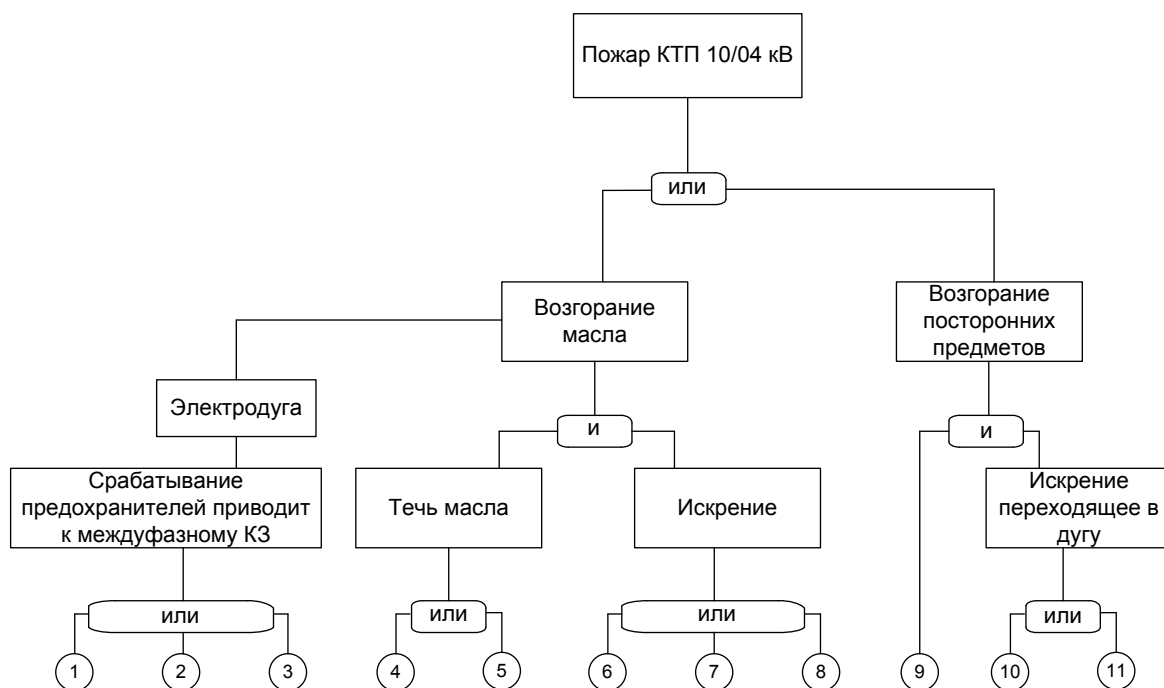 Пожар КТП 10/04 кВ
или
Возгорание
масла
Возгорание
посторонних
предметов
Электродуга
и
и
Срабатывание
предохранителей приводит
к междуфазному КЗ
Течь масла
Искрение
Искрение
переходящее в
дугу
или
или
или
или
1
2
3
4
5
6
7
8
9
10
11